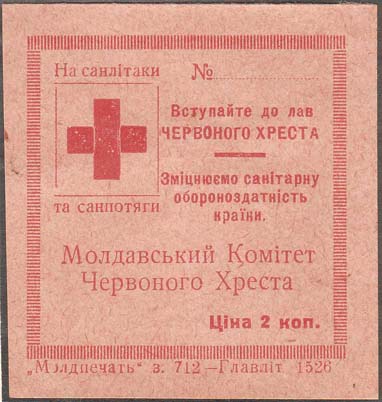 На санлітаки
№
Вступайте до лав
ЧЕРВОНОГО ХРЕСТА
Зміцнюємо санітарну
обороноздатність
країни.
та санпотяги
Молдавський Комітет
Червоного Хреста
Ціна 2 коп.
„Молдпечать” з. 712—Главліт 1526